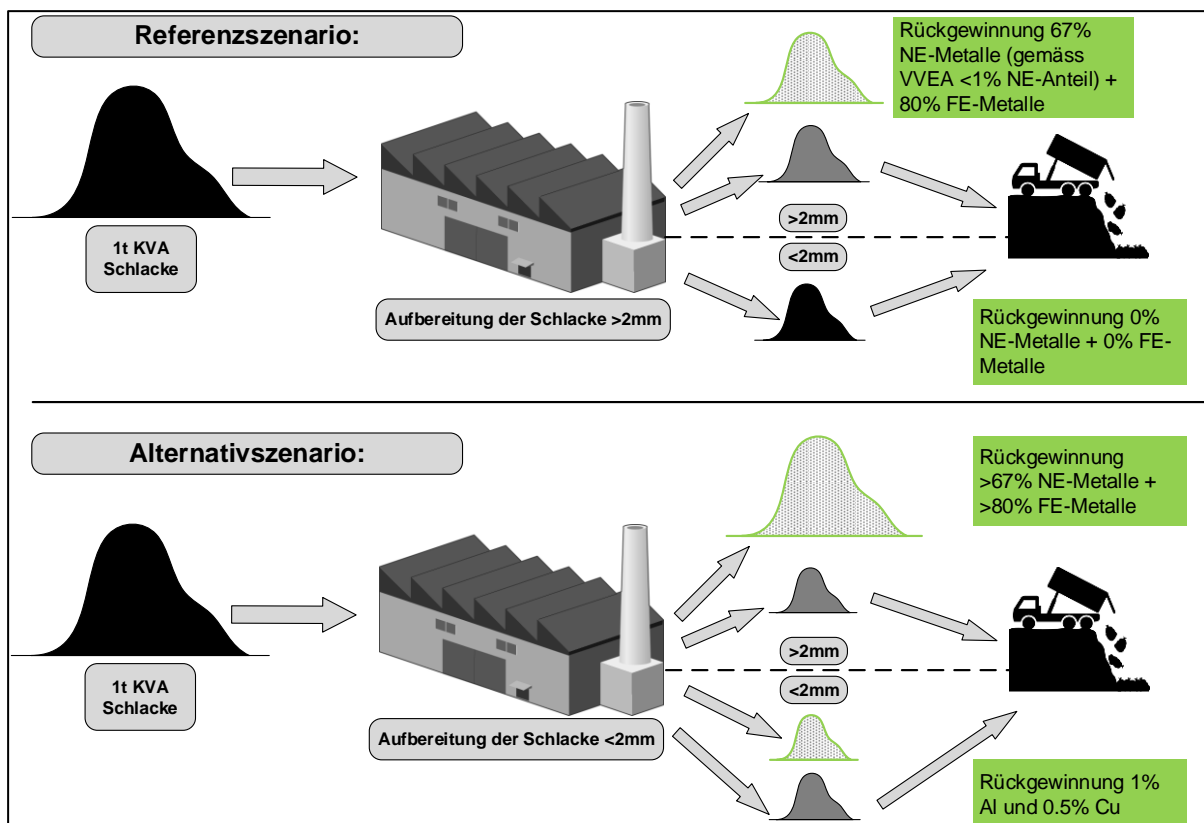 Referenzszenario:
Rückgewinnung 67%
NE-Metalle (gemäss
VVEA <1% NE-Anteil) +
80% FE-Metalle
1t KVA
Schlacke
>2mm
<2mm
Aufbereitung der Schlacke >2mm
Rückgewinnung 0%
NE-Metalle + 0% FE-
Metalle
Alternativszenario:
Rückgewinnung
>67% NE-Metalle +
>80% FE-Metalle
1t KVA
Schlacke
>2mm
<2mm
Aufbereitung der Schlacke <2mm
Rückgewinnung 1%
Al und 0.5% Cu